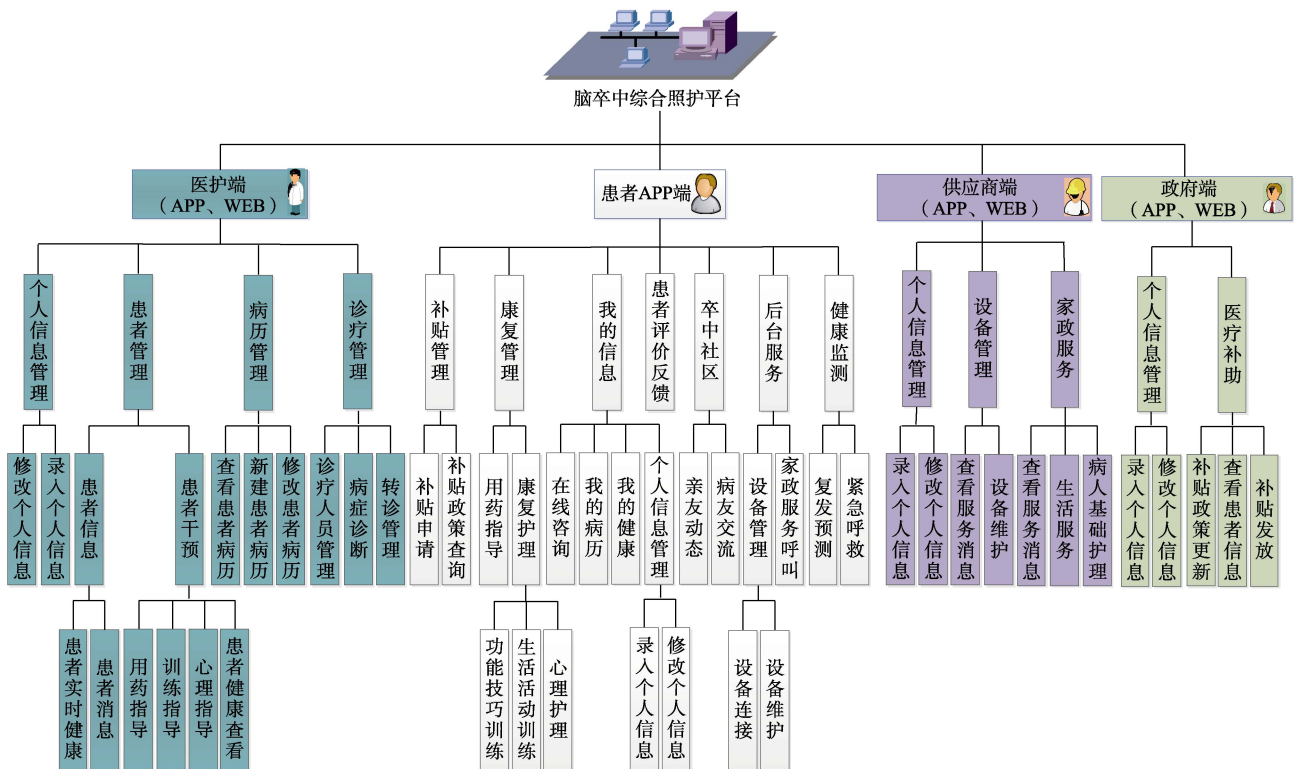 脑卒中综合照护平台
医护端
（APP、WEB）
患者APP端
供应商端
（APP、WEB）
政府端
（APP、WEB）
个人信息管理
患者管理
病历管理
诊疗管理
补贴管理
康复管理
我的信息
患者评价反馈
卒中社区
后台服务
健康监测
个人信息管理
设备管理
家政服务
个人信息管理
医疗补助
修改个人信息
录入个人信息
患者信息
患者干预
查看患者病历
新建患者病历
修改患者病历
诊疗人员管理
病症诊断
转诊管理
补贴申请
补贴政策查询
用药指导
康复护理
在线咨询
我的病历
我的健康
个人信息管理
亲友动态
病友交流
设备管理
家政服务呼叫
复发预测
紧急呼救
录入个人信息
修改个人信息
查看服务消息
设备维护
查看服务消息
生活服务
病人基础护理
录入个人信息
修改个人信息
补贴政策更新
查看患者信息
补贴发放
患者实时健康
患者消息
用药指导
训练指导
心理指导
患者健康查看
功能技巧训练
生活活动训练
心理护理
录入个人信息
修改个人信息
设备连接
设备维护